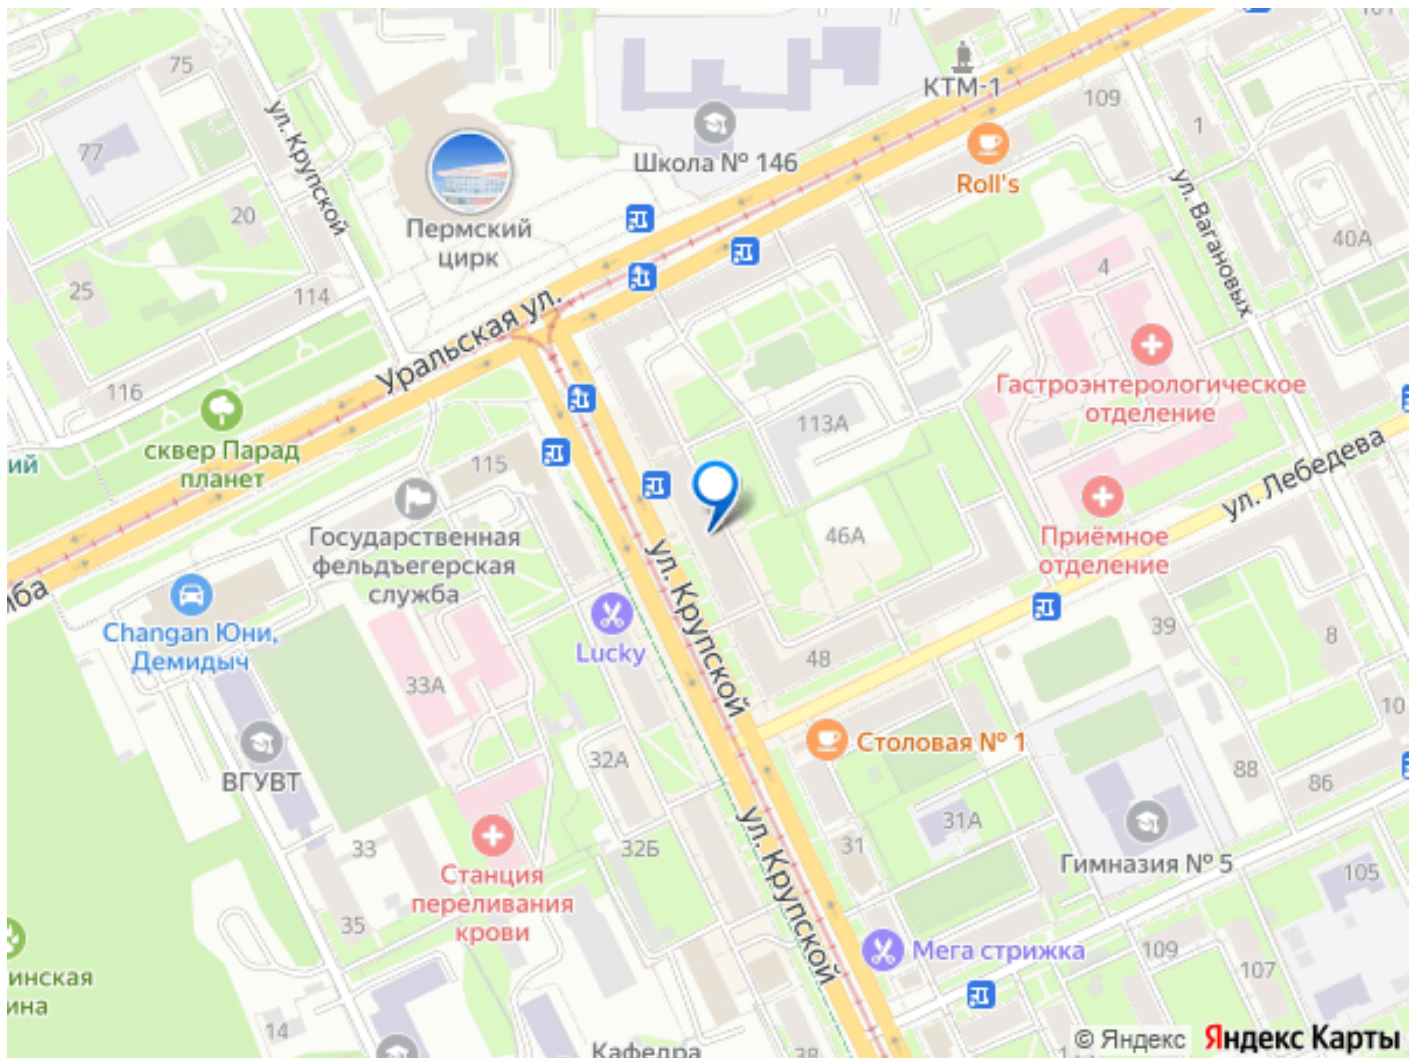 75
ул. Крупской
77
20
25
114
116
Пермский
цирк
Школа № 146
КТМ-1
109
1
Roll's
ул. Вагановых
40А
4
Уральская ул.
сквер Парад
планет
ий
115
Государственная
фельдъегерская
служба
113А
46А
Гастроэнтерологическое
отделение
Приёмное
отделение
ул. Лебедева
Changan Юни,
Демидыч
33А
Lucky
ул. Крупской
48
39
8
10
ВГУВТ
32А
Столовая № 1
88
86
31А
31
Гимназия № 5
105
33
32Б
35
Станция
переливания
крови
ул. Крупской
Мега стрижка
109
107
инская
ина
14
Кафедра
38
© Яндекс
Яндекс Карты